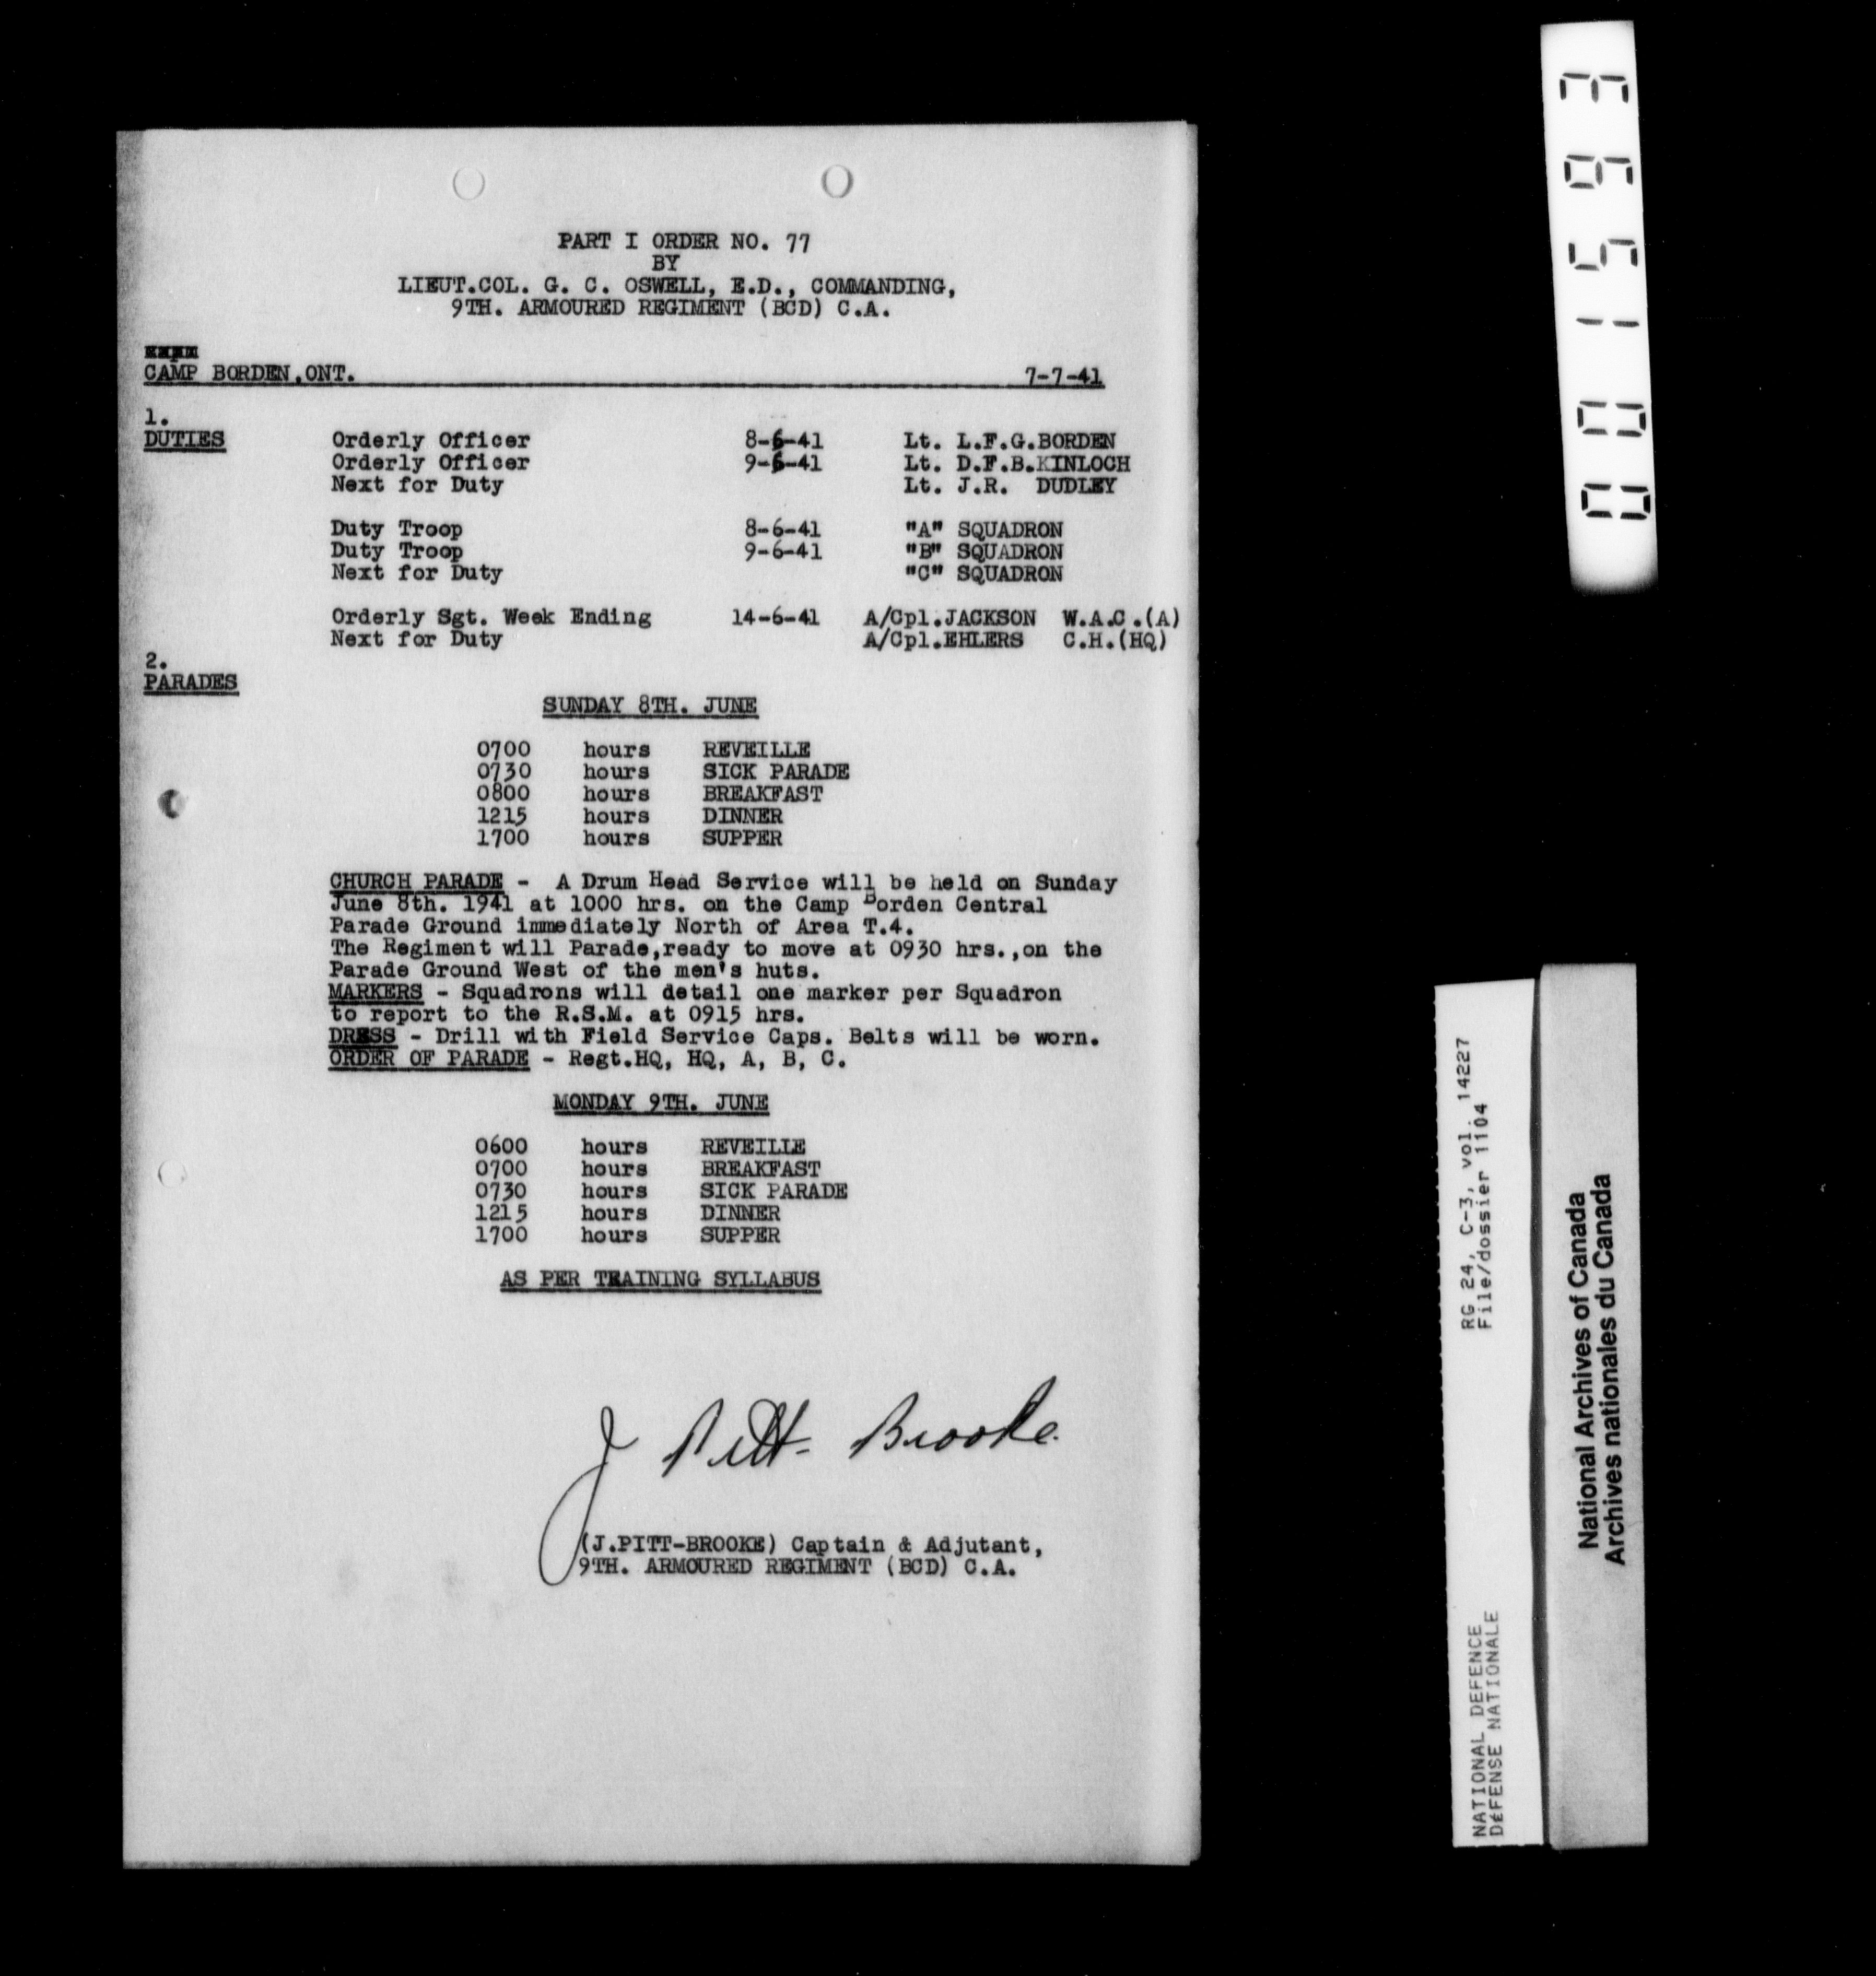 PART I ORDER NO. 77
BY
LIEUT.COL. G. C. OSWELL, E.D., COMMANDING,
9TH. ARMOURED REGIMENT (BCD) C.A.
CAMP BORDEN, ONT. 7-7-41
1.
DUTIES Orderly Officer 8-6-41 Lt. L.F.G.BORDEN
Orderly Officer 9-6-41 Lt. D.F.B.KINLOCH
Next for Duty Lt. J.R. DUDLEY
Duty Troop 8-6-41 "A" SQUADRON
Duty Troop 9-6-41 "B" SQUADRON
Next for Duty "C" SQUADRON
Orderly Sgt. Week Ending 14-6-41 A/Cpl.JACKSON W.A.C.(A)
Next for Duty A/Cpl.EHLERS C.H.(HQ)
2.
PARADES
SUNDAY 8TH. JUNE
0700 hours REVEILLE
0730 hours SICK PARADE
0800 hours BREAKFAST
1215 hours DINNER
1700 hours SUPPER
CHURCH PARADE - A Drum Head Service will be held on Sunday
June 8th. 1941 at 1000 hrs. on the Camp Borden Central
Parade Ground immediately North of Area T.4.
The Regiment will Parade,ready to move at 0930 hrs.,on the
Parade Ground West of the men's huts.
MARKERS - Squadrons will detail one marker per Squadron
to report to the R.S.M. at 0915 hrs.
DRESS - Drill with Field Service Caps. Belts will be worn.
ORDER OF PARADE - Regt.HQ, HQ, A, B, C.
MONDAY 9TH. JUNE
0600 hours REVEILLE
0700 hours BREAKFAST
0730 hours SICK PARADE
1215 hours DINNER
1700 hours SUPPER
AS PER TRAINING SYLLABUS
J Pitt-Brooke.
(J.PITT-BROOKE) Captain & Adjutant,
9TH. ARMOURED REGIMENT (BCD) C.A.
001593
RG 24, C-3, vol. 14227
File/dossier 1104
NATIONAL DEFENCE
DéFENSE NATIONALE
National Archives of Canada
Archives nationales du Canada